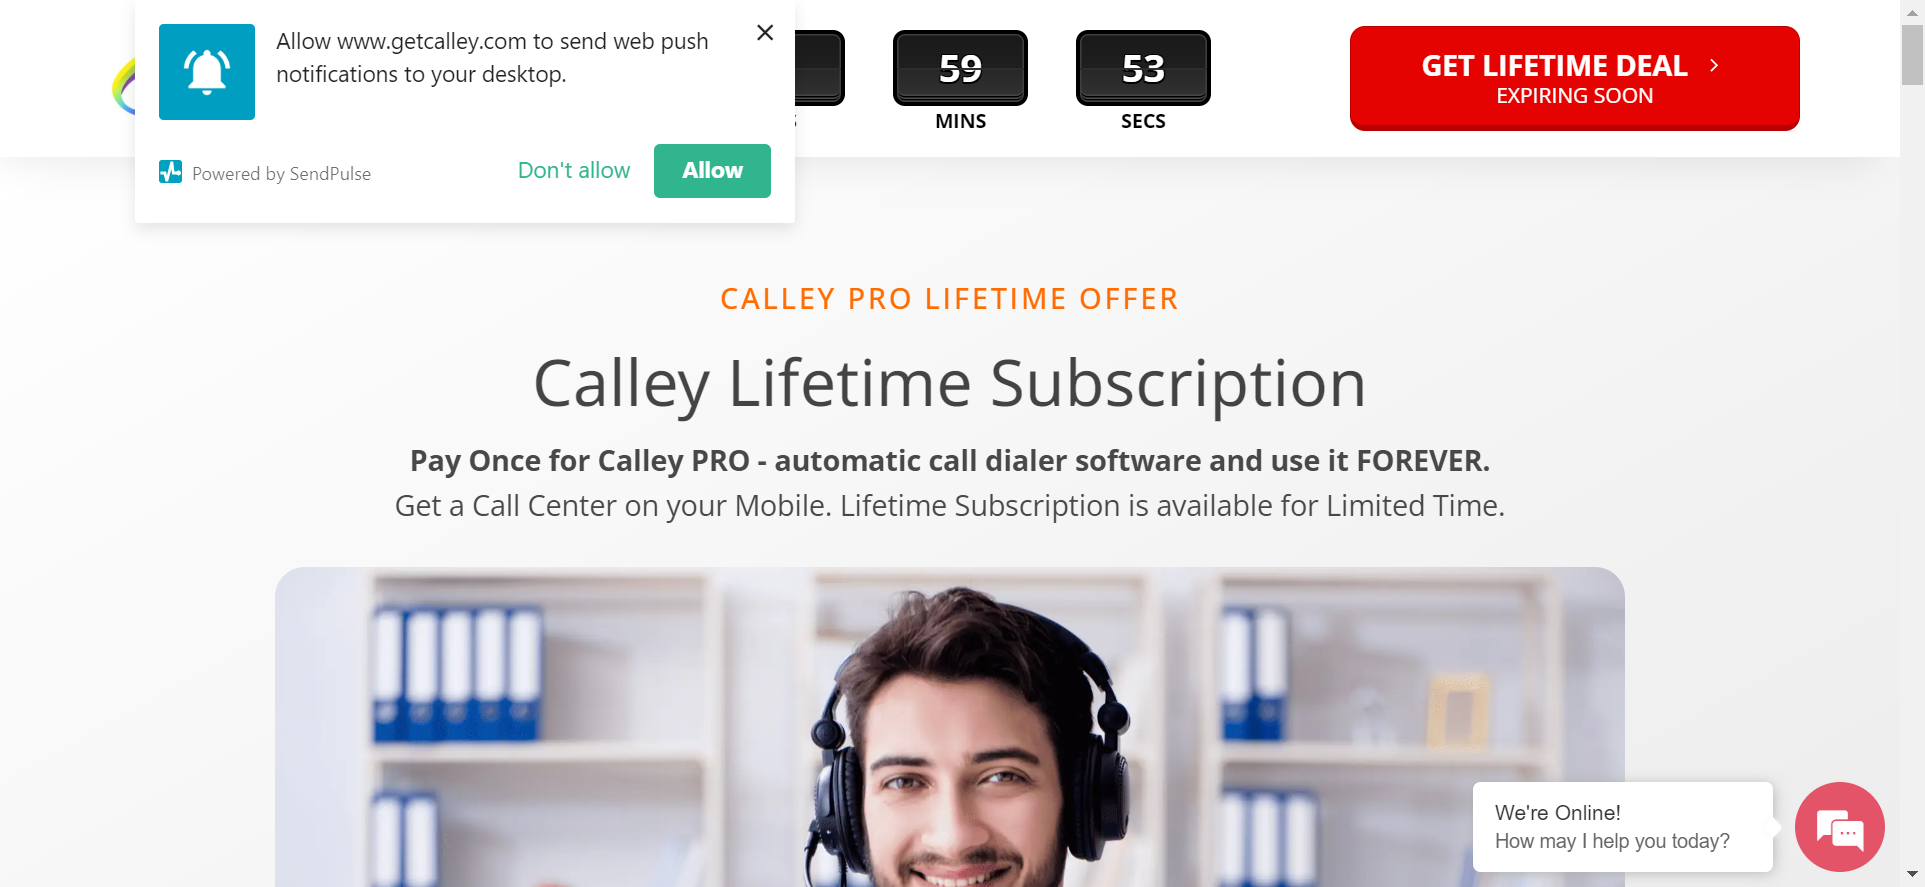 Allow www.getcalley.com to send web push
notifications to your desktop.
Powered by SendPulse
Don't allow
Allow
59
MINS
53
SECS
GET LIFETIME DEAL
EXPIRING SOON
CALLEY PRO LIFETIME OFFER
Calley Lifetime Subscription
Pay Once for Calley PRO - automatic call dialer software and use it FOREVER.
Get a Call Center on your Mobile. Lifetime Subscription is available for Limited Time.
We're Online!
How may I help you today?